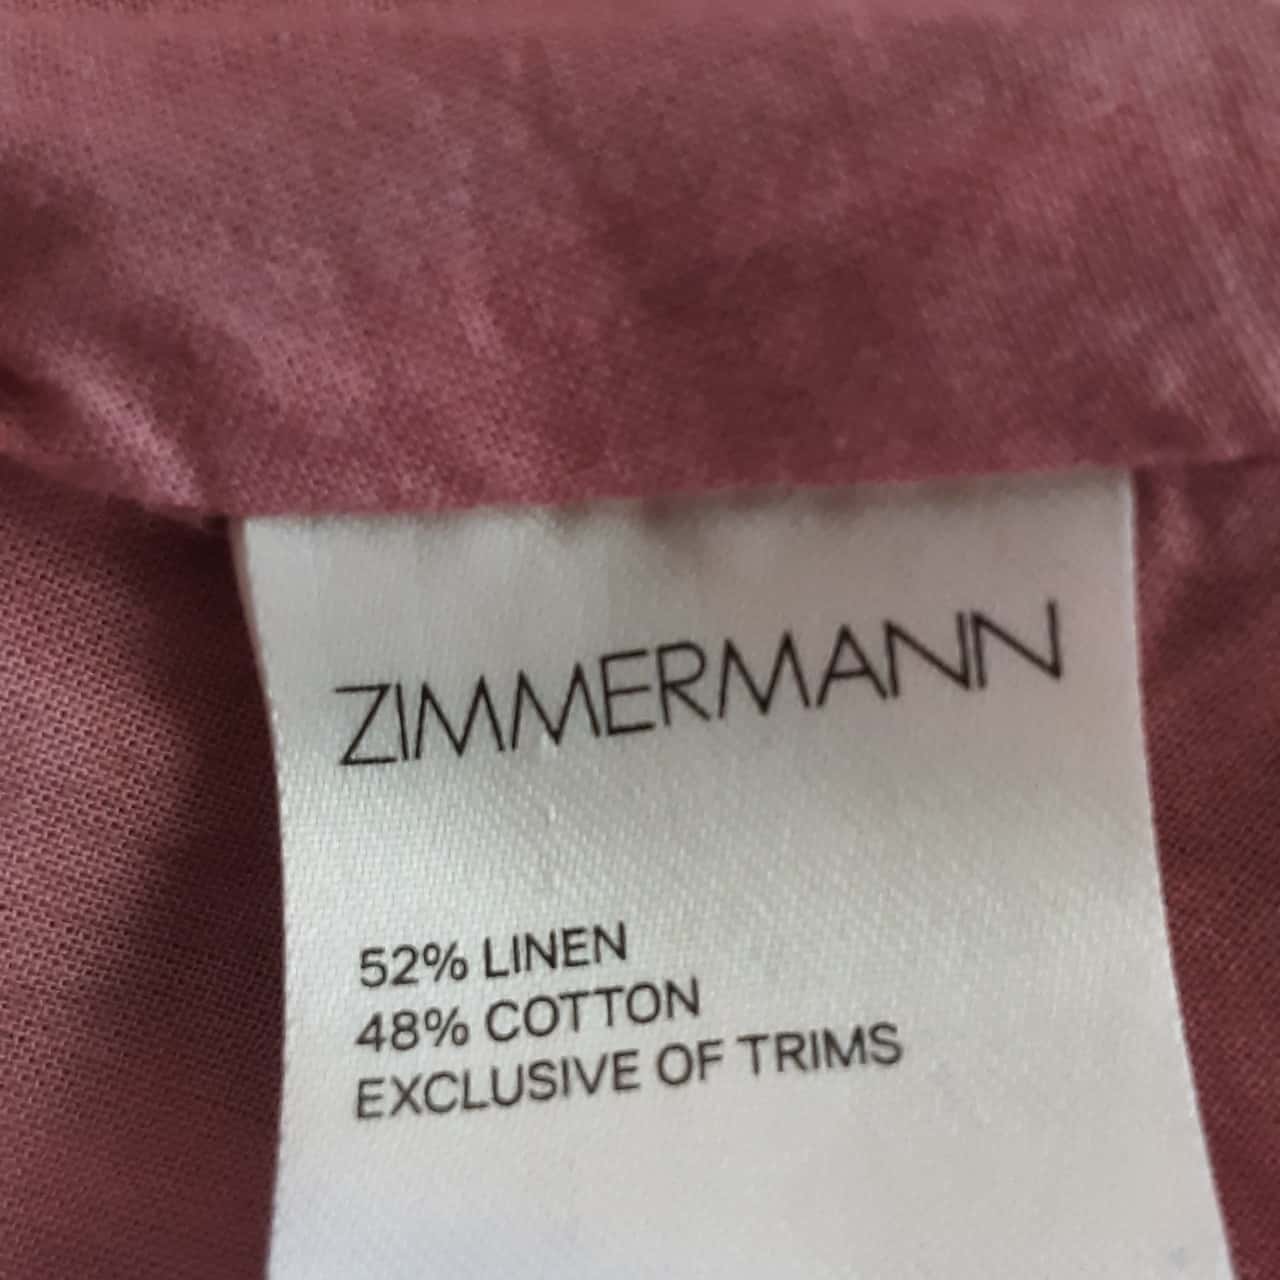 ZIMMERMANN
52% LINEN
48% COTTON
EXCLUSIVE OF TRIMS